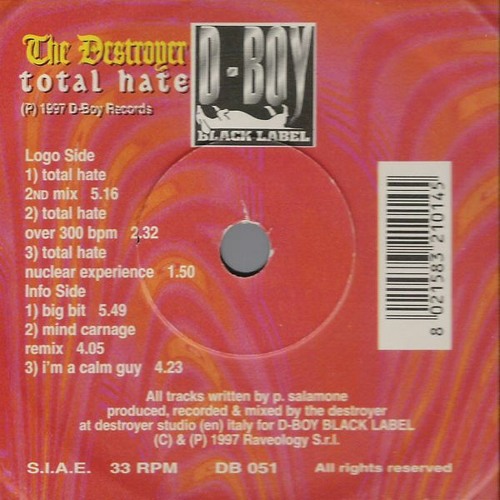 The Destroyer
total hate
(P) 1997 D-Boy Records
D-BOY
BLACK LABEL
Logo Side
1) total hate
2ND mix 5.16
2) total hate
over 300 bpm 2.32
3) total hate
nuclear experience 1.50
Info Side
1) big bit 5.49
2) mind carnage
remix 4.05
3) i'm a calm guy 4.23
8 021583 210145
All tracks written by p. salamone
produced, recorded & mixed by the destroyer
at destroyer studio (en) italy for D-BOY BLACK LABEL
(C) & (P) 1997 Raveology S.r.l.
S.I.A.E. 33 RPM DB 051 All rights reserved